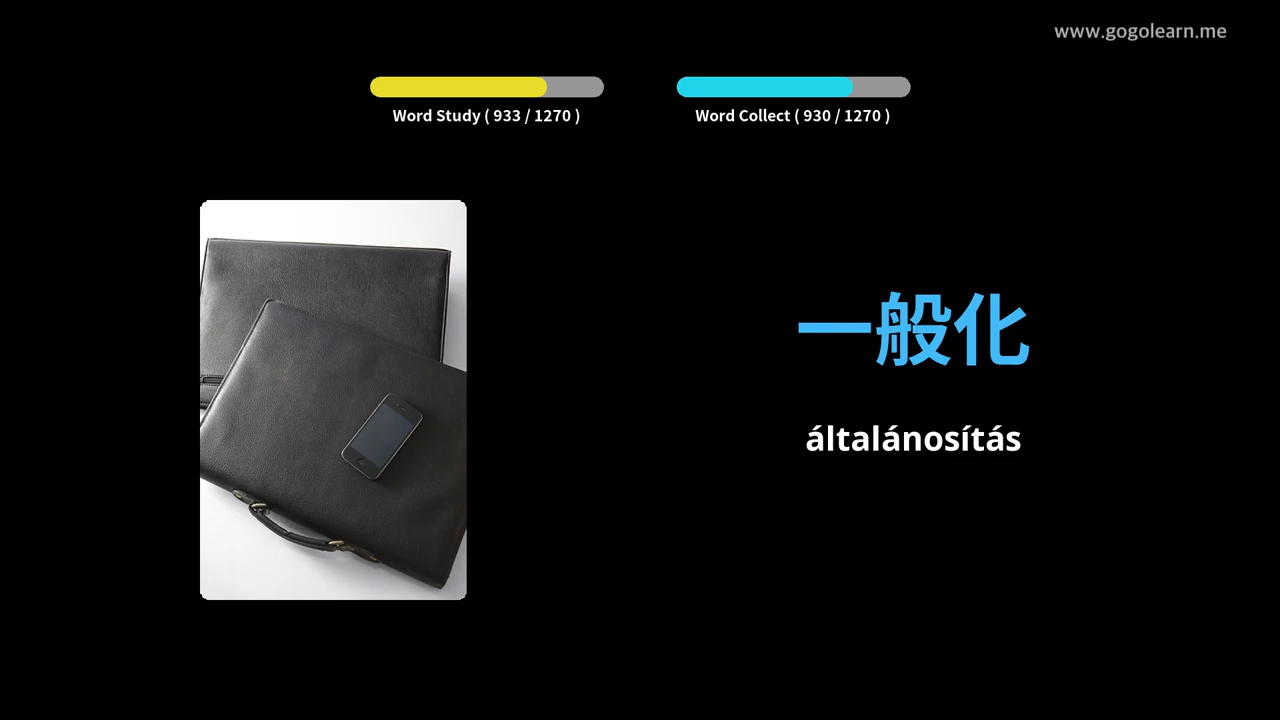 www.gogolearn.me
Word Study ( 933 / 1270 )
Word Collect ( 930 / 1270 )
一般化
általánosítás